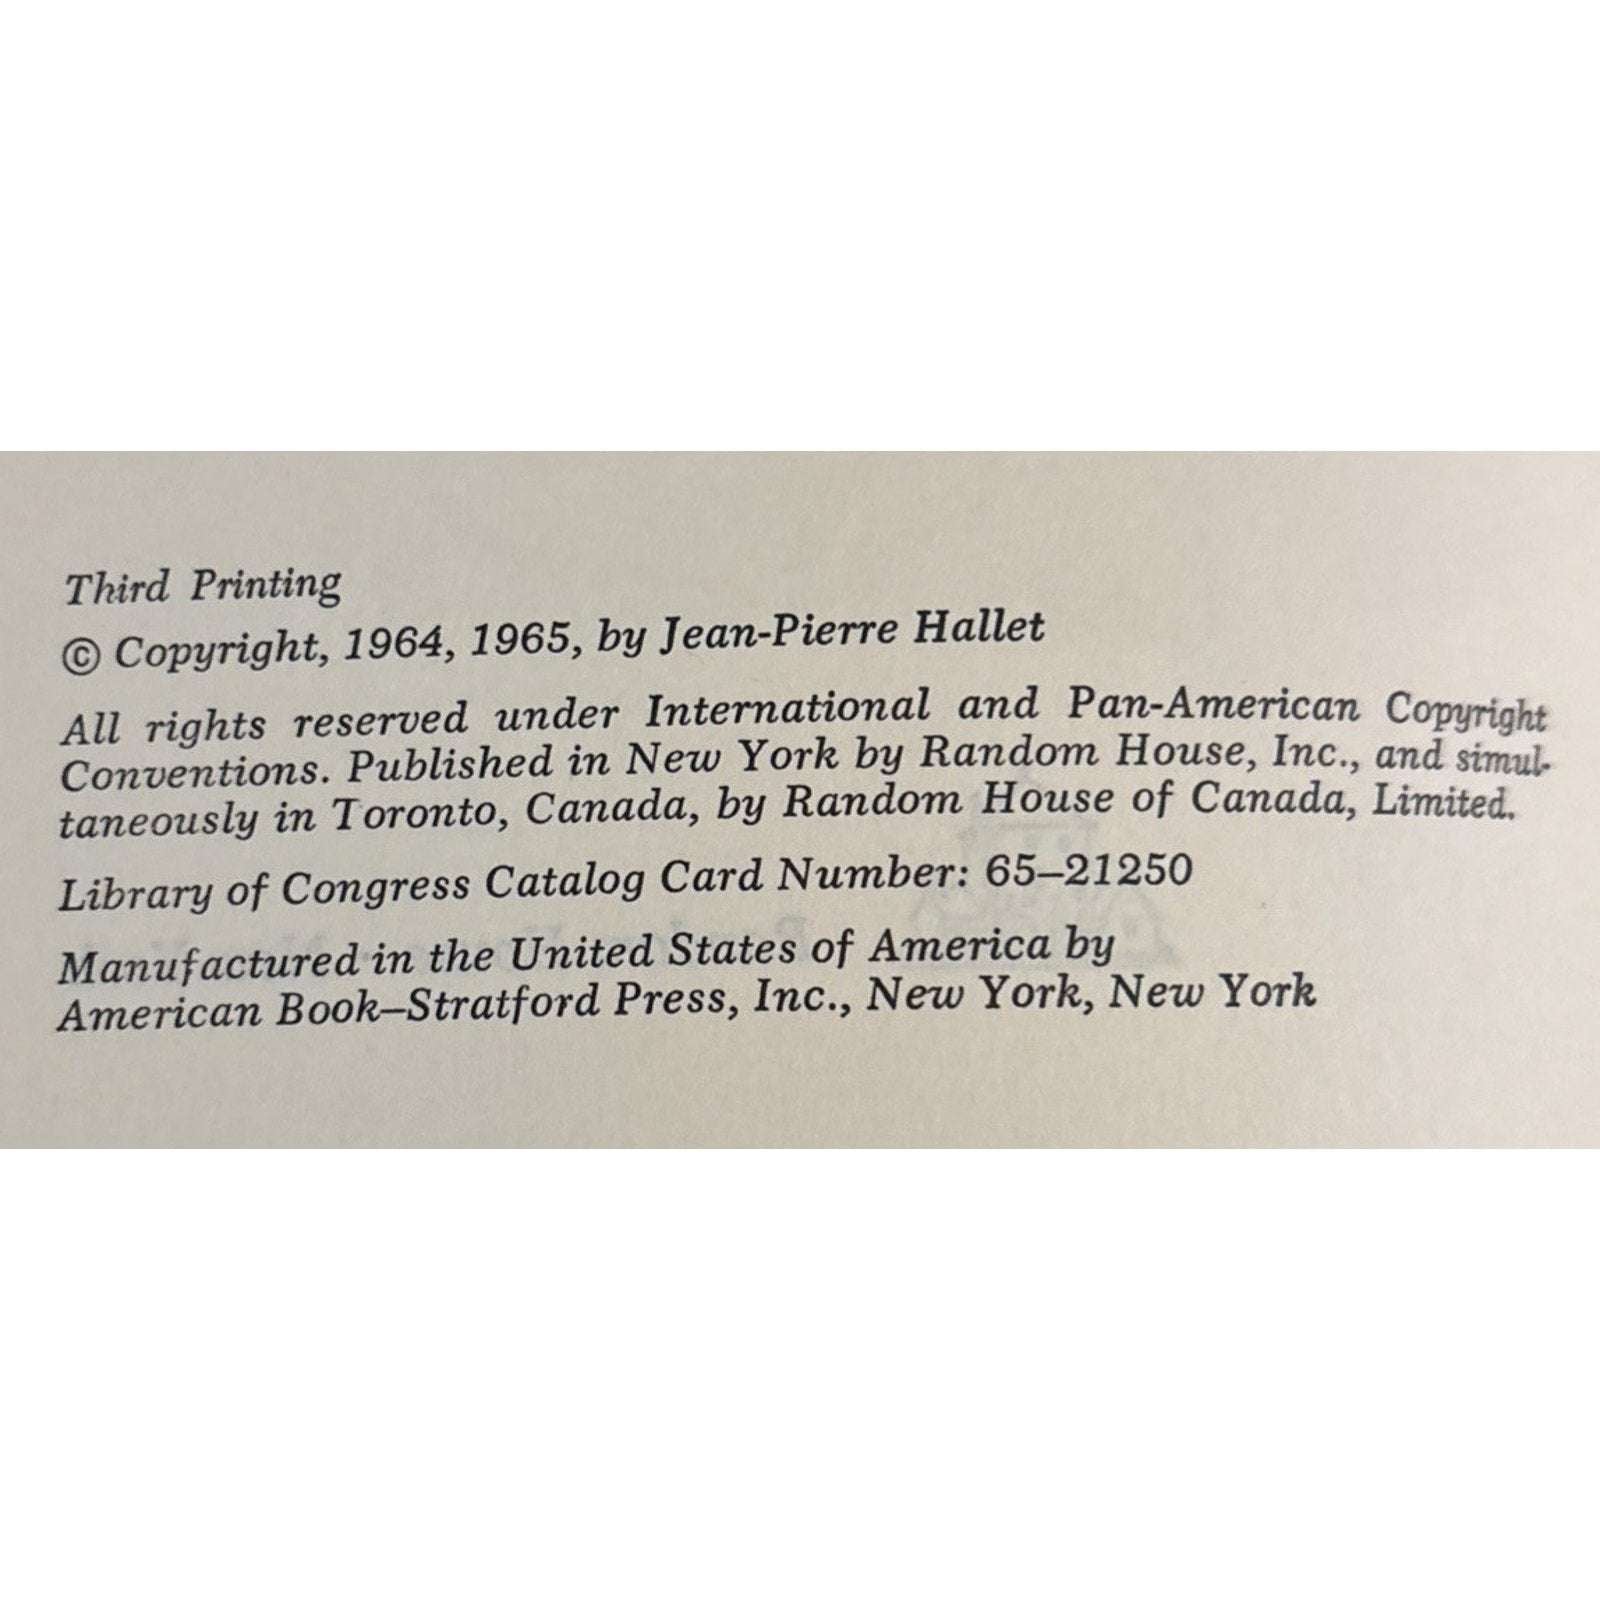 Third Printing
© Copyright, 1964, 1965, by Jean-Pierre Hallet
All rights reserved under International and Pan-American Copyright
Conventions. Published in New York by Random House, Inc., and simul-
taneously in Toronto, Canada, by Random House of Canada, Limited.
Library of Congress Catalog Card Number: 65–21250
Manufactured in the United States of America by
American Book–Stratford Press, Inc., New York, New York